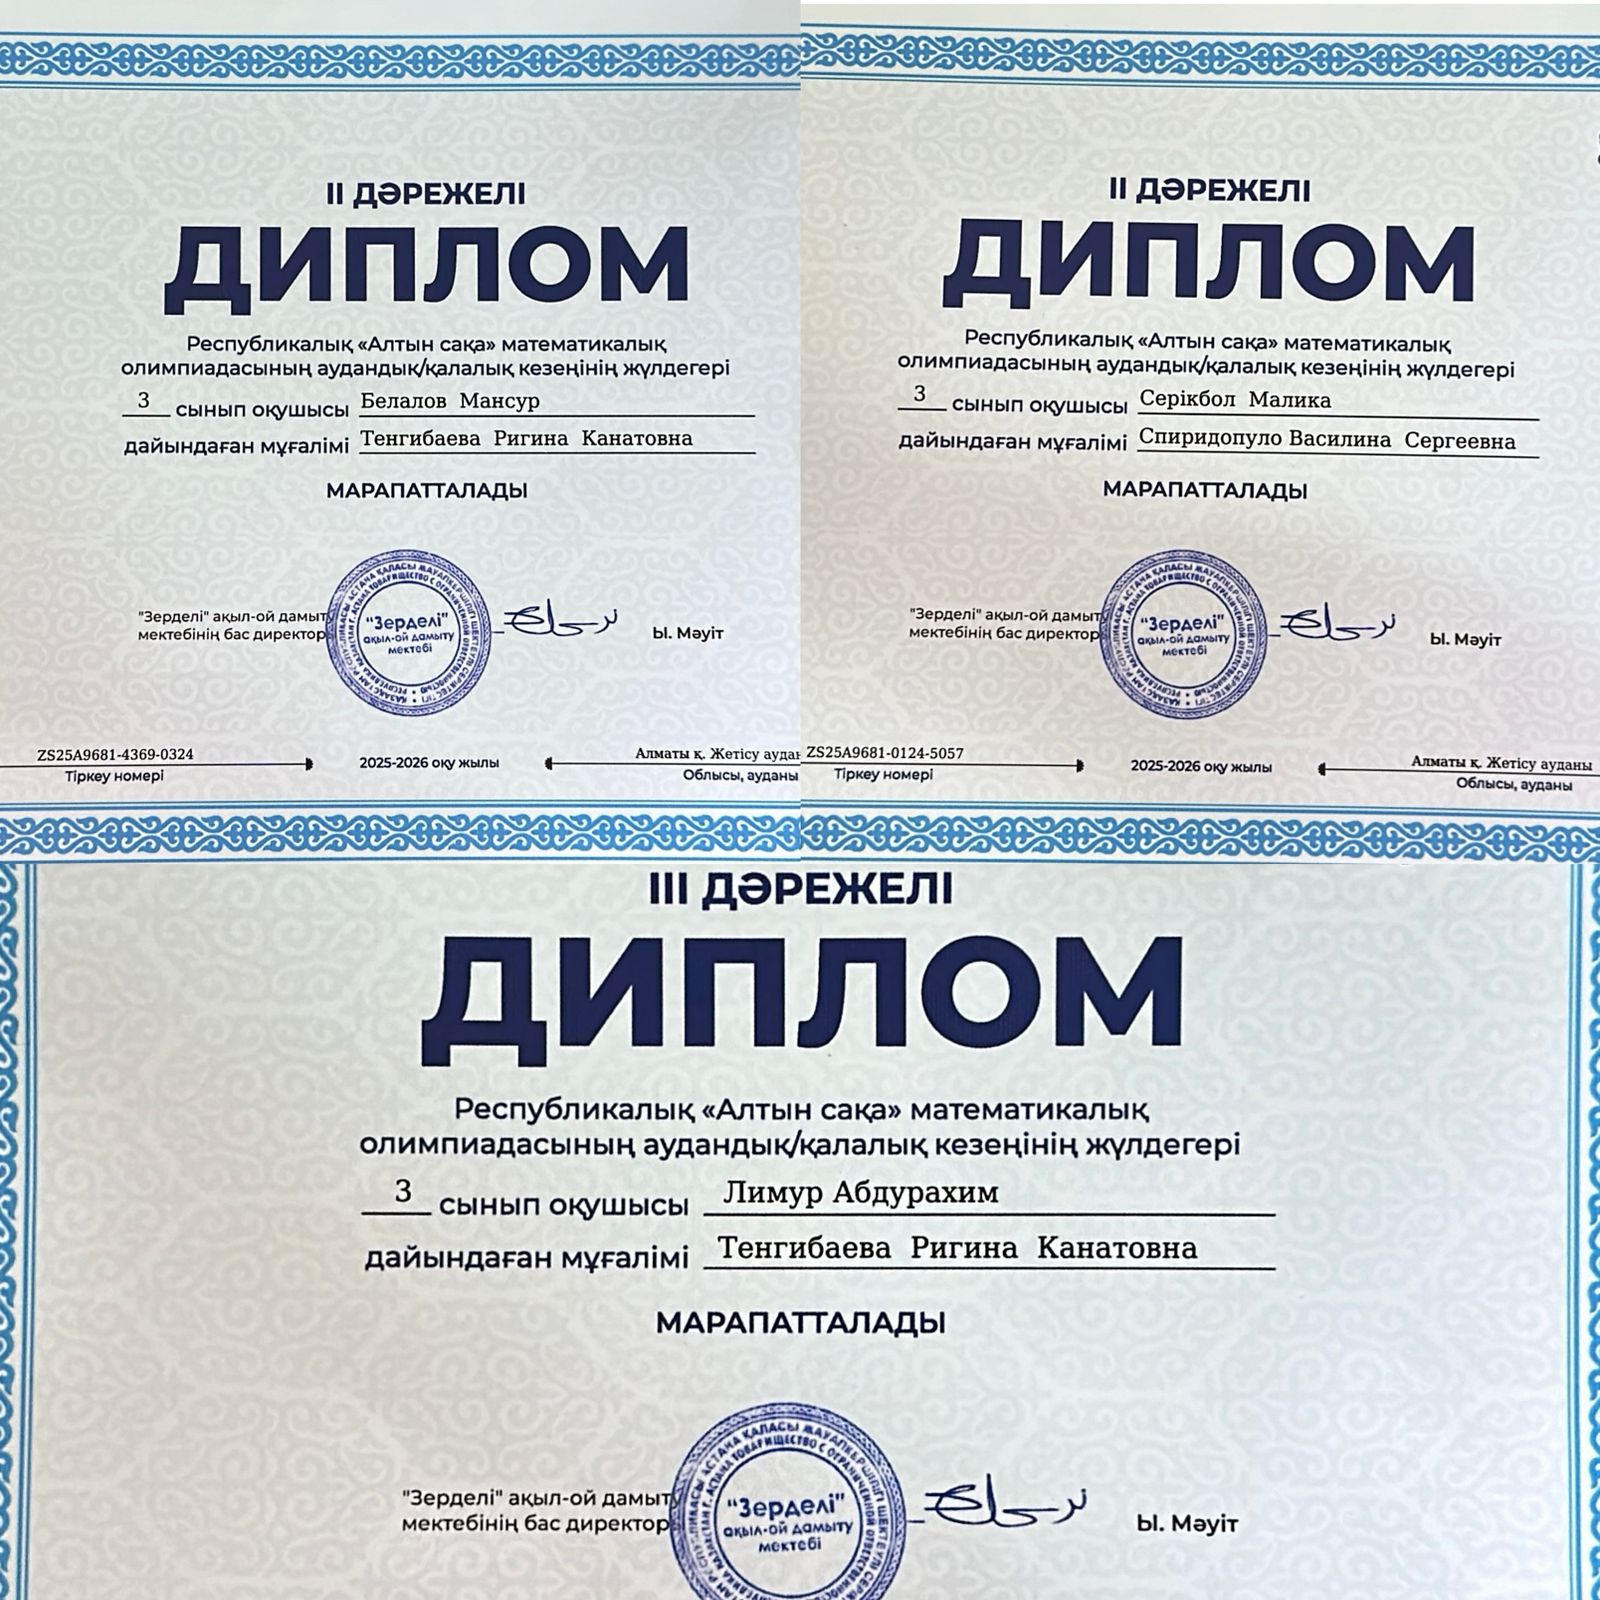 II ДӘРЕЖЕЛІ
ДИПЛОМ
Республикалық «Алтын сақа» математикалық
олимпиадасының аудандық/қалалық кезеңінің жүлдегері
3 сынып оқушысы Белалов Мансур
дайындаған мұғалімі Тенгибаева Ригина Канатовна
МАРАПАТТАЛАДЫ
"Зерделі" ақыл-ой дамыту
мектебінің бас директоры
"Зерделі"
ақыл-ой дамыту
мектебі
Ы. Мәуіт
ZS25A9681-4369-0324
Тіркеу номері
2025-2026 оқу жылы
Алматы қ. Жетісу аудан
Облысы, ауданы
II ДӘРЕЖЕЛІ
ДИПЛОМ
Республикалық «Алтын сақа» математикалық
олимпиадасының аудандық/қалалық кезеңінің жүлдегері
3 сынып оқушысы Серікбол Малика
дайындаған мұғалімі Спиридопуло Василина Сергеевна
МАРАПАТТАЛАДЫ
"Зерделі" ақыл-ой дамыту
мектебінің бас директоры
"Зерделі"
ақыл-ой дамыту
мектебі
Ы. Мәуіт
ZS25A9681-0124-5057
Тіркеу номері
2025-2026 оқу жылы
Алматы қ. Жетісу ауданы
Облысы, ауданы
III ДӘРЕЖЕЛІ
ДИПЛОМ
Республикалық «Алтын сақа» математикалық
олимпиадасының аудандық/қалалық кезеңінің жүлдегері
3 сынып оқушысы Лимур Абдурахим
дайындаған мұғалімі Тенгибаева Ригина Канатовна
МАРАПАТТАЛАДЫ
"Зерделі" ақыл-ой дамыту
мектебінің бас директоры
"Зерделі"
ақыл-ой дамыту
мектебі
Ы. Мәуіт